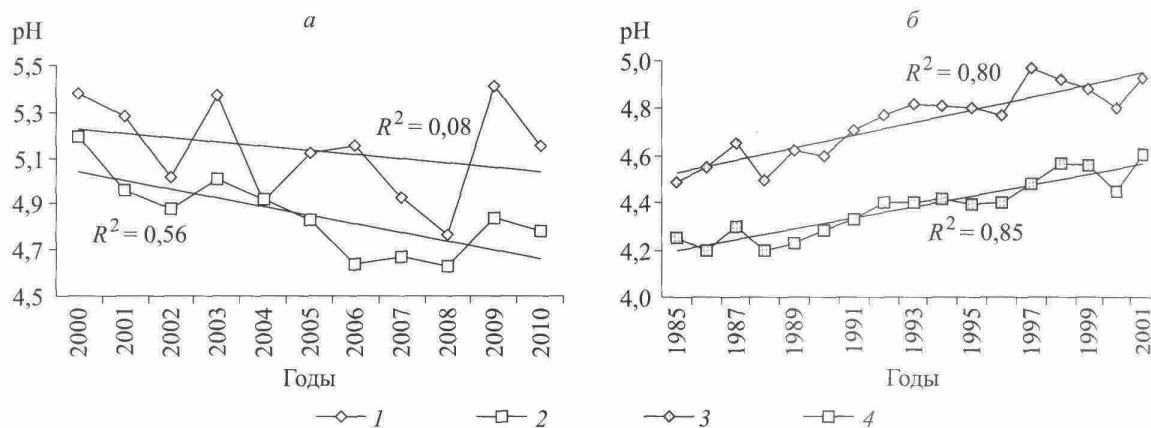 а
pH
5,5
5,3
5,1
4,9
4,7
4,5
R² = 0,08
R² = 0,56
2000
2001
2002
2003
2004
2005
2006
2007
2008
2009
2010
Годы
б
pH
5,0
4,8
4,6
4,4
4,2
4,0
R² = 0,80
R² = 0,85
1985
1987
1989
1991
1993
1995
1997
1999
2001
Годы
1 2 3 4